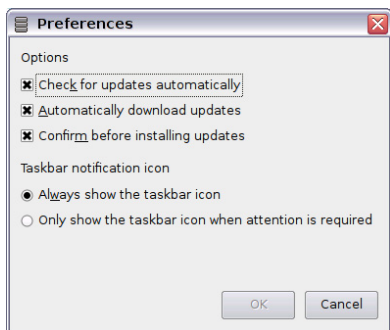 Preferences
Options
Check for updates automatically
Automatically download updates
Confirm before installing updates
Taskbar notification icon
Always show the taskbar icon
Only show the taskbar icon when attention is required
OK
Cancel